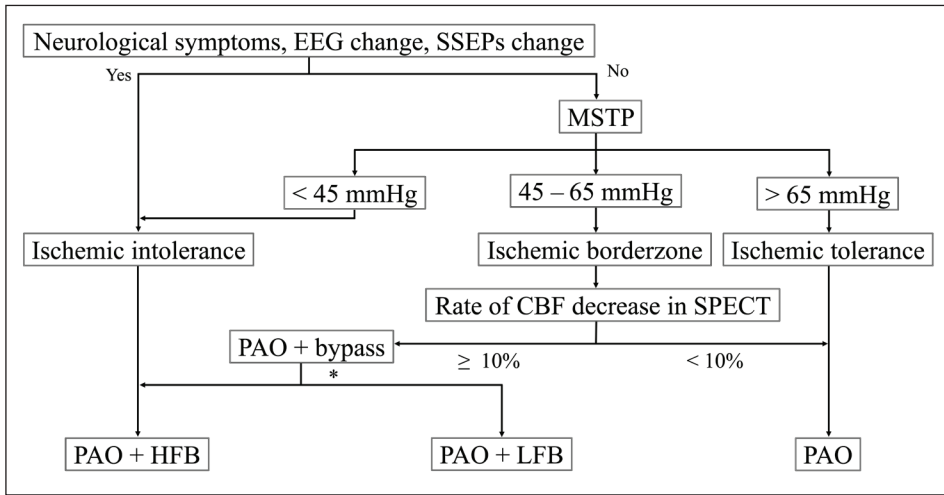 Neurological symptoms, EEG change, SSEPs change
Yes
No
MSTP
< 45 mmHg
45 – 65 mmHg
> 65 mmHg
Ischemic intolerance
Ischemic borderzone
Ischemic tolerance
Rate of CBF decrease in SPECT
PAO + bypass
≥ 10%
< 10%
*
PAO + HFB
PAO + LFB
PAO